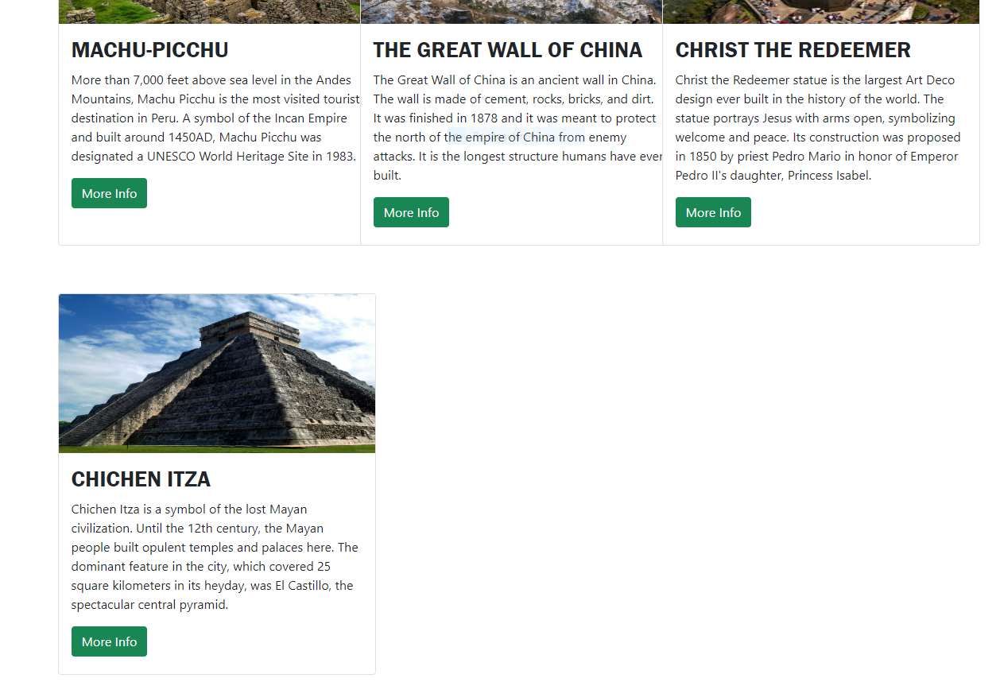 MACHU-PICCHU
More than 7,000 feet above sea level in the Andes
Mountains, Machu Picchu is the most visited tourist
destination in Peru. A symbol of the Incan Empire
and built around 1450AD, Machu Picchu was
designated a UNESCO World Heritage Site in 1983.
More Info
THE GREAT WALL OF CHINA
The Great Wall of China is an ancient wall in China.
The wall is made of cement, rocks, bricks, and dirt.
It was finished in 1878 and it was meant to protect
the north of the empire of China from enemy
attacks. It is the longest structure humans have ever
built.
More Info
CHRIST THE REDEEMER
Christ the Redeemer statue is the largest Art Deco
design ever built in the history of the world. The
statue portrays Jesus with arms open, symbolizing
welcome and peace. Its construction was proposed
in 1850 by priest Pedro Mario in honor of Emperor
Pedro II's daughter, Princess Isabel.
More Info
CHICHEN ITZA
Chichen Itza is a symbol of the lost Mayan
civilization. Until the 12th century, the Mayan
people built opulent temples and palaces here. The
dominant feature in the city, which covered 25
square kilometers in its heyday, was El Castillo, the
spectacular central pyramid.
More Info